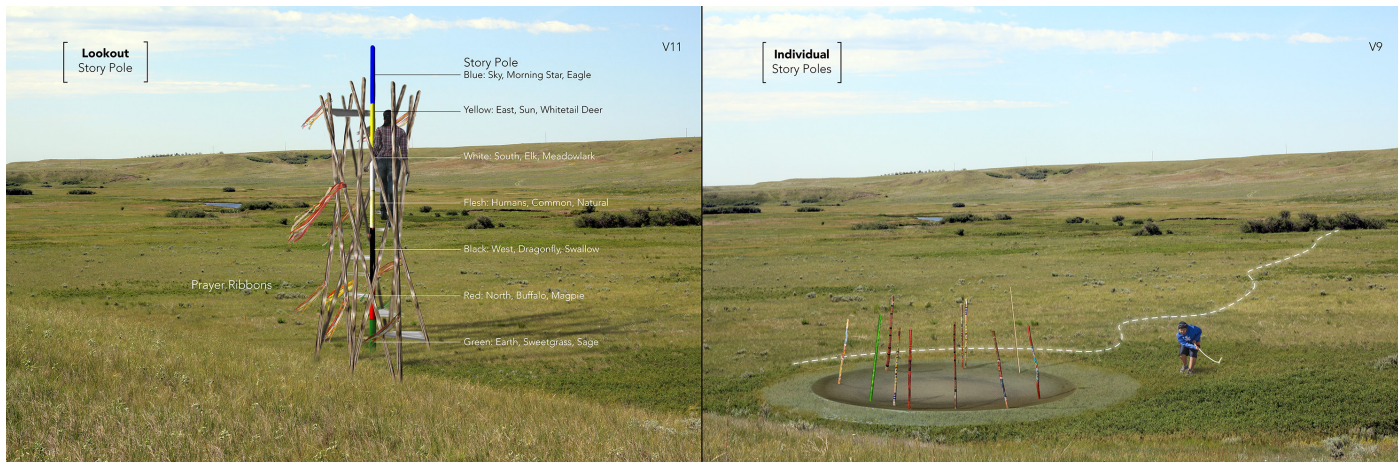 Lookout
Story Pole
V11
Story Pole
Blue: Sky, Morning Star, Eagle
Yellow: East, Sun, Whitetail Deer
White: South, Elk, Meadowlark
Flesh: Humans, Common, Natural
Black: West, Dragonfly, Swallow
Prayer Ribbons
Red: North, Buffalo, Magpie
Green: Earth, Sweetgrass, Sage
Individual
Story Poles
V9